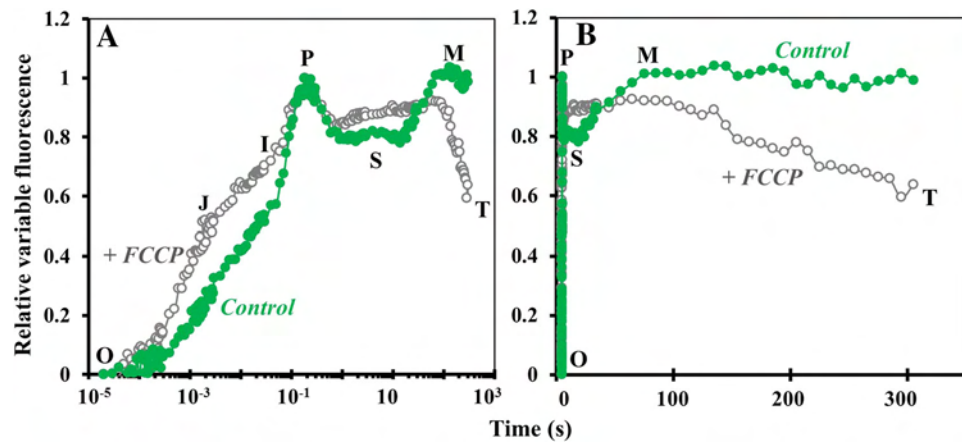 A
B
Relative variable fluorescence
1.2
1
0.8
0.6
0.4
0.2
0
O
J
I
P
S
M
T
+ FCCP
Control
10-5
10-3
10-1
101
103
P
M
S
O
T
Control
+ FCCP
1.2
1
0.8
0.6
0.4
0.2
0
0
100
200
300
Time (s)